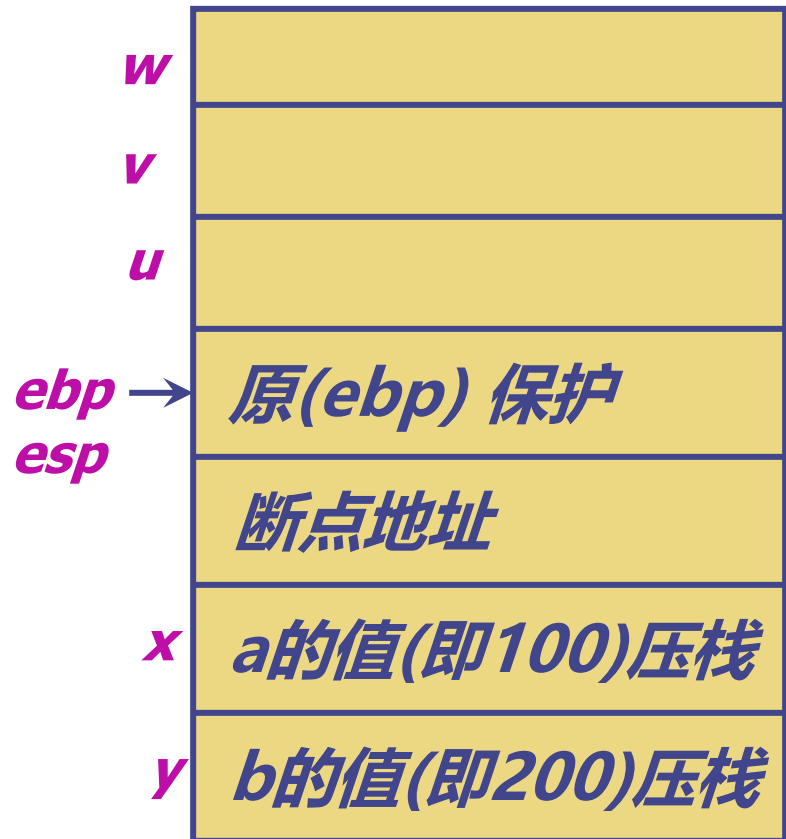 w
v
u
ebp
原(ebp) 保护
esp
断点地址
x
a的值(即100)压栈
y
b的值(即200)压栈